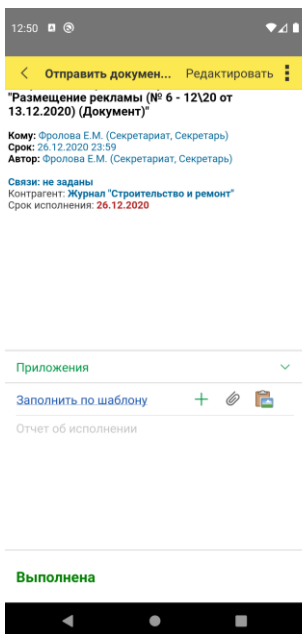 12:50
Отправить докумен... Редактировать
"Размещение рекламы (№ 6 - 12\20 от
13.12.2020) (Документ)"
Кому: Фролова Е.М. (Секретариат, Секретарь)
Срок: 26.12.2020 23:59
Автор: Фролова Е.М. (Секретариат, Секретарь)
Связи: не заданы
Контрагент: Журнал "Строительство и ремонт"
Срок исполнения: 26.12.2020
Приложения
Заполнить по шаблону
Отчет об исполнении
Выполнена